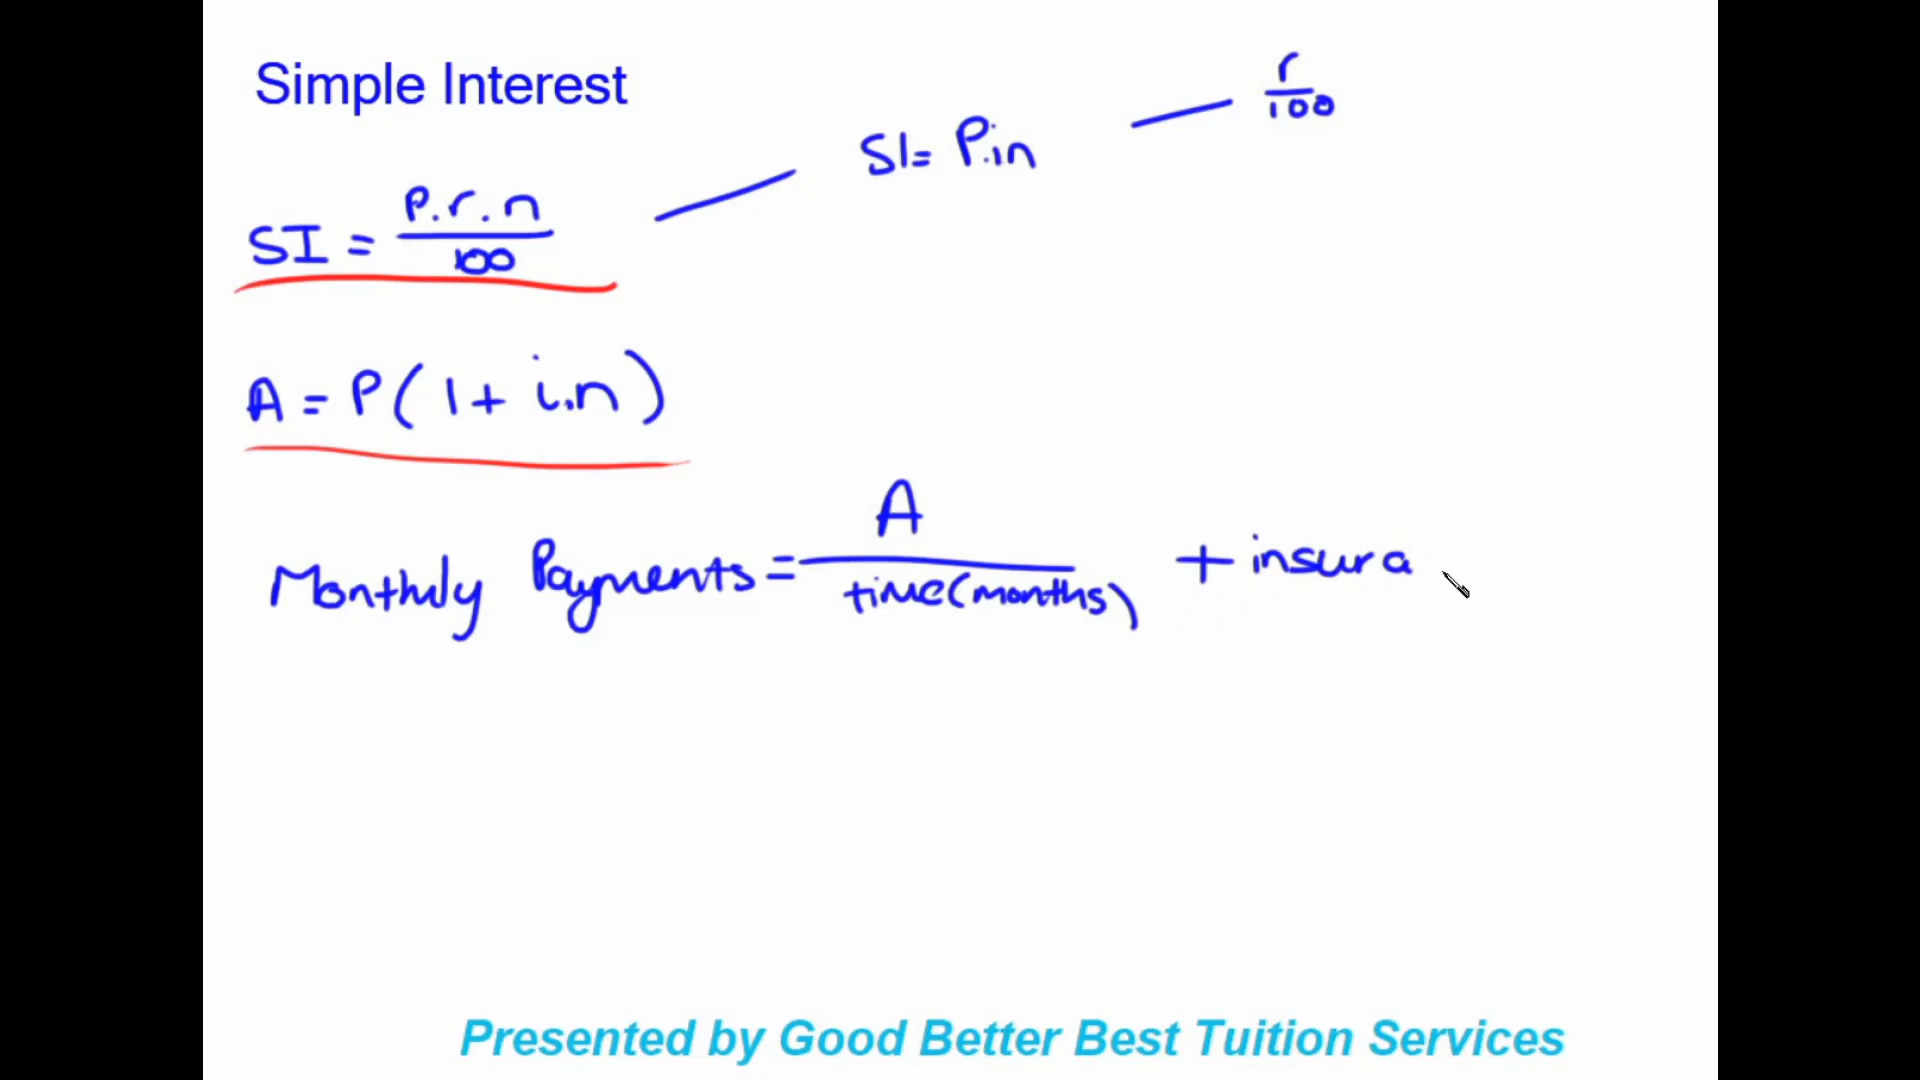 Simple Interest
SI = P.r.n / 100
SI = P.in
r / 100
A = P(1 + i.n)
Monthly Payments = A / time(months) + insura
Presented by Good Better Best Tuition Services